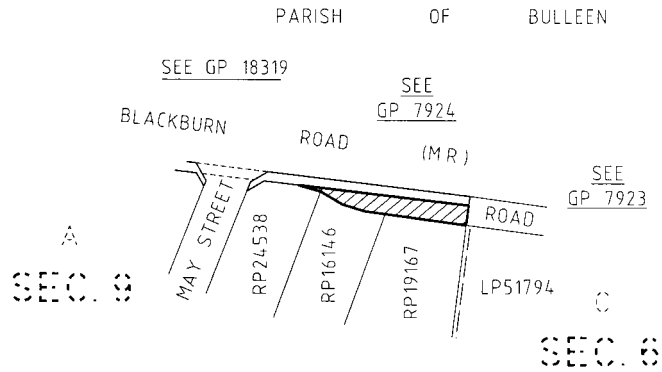 PARISH OF BULLEEN
SEE GP 18319
SEE
GP 7924
BLACKBURN ROAD (MR)
SEE
GP 7923
ROAD
A
SEC. 9
MAY STREET
RP24538
RP16146
RP19167
LP51794
C
SEC. 6